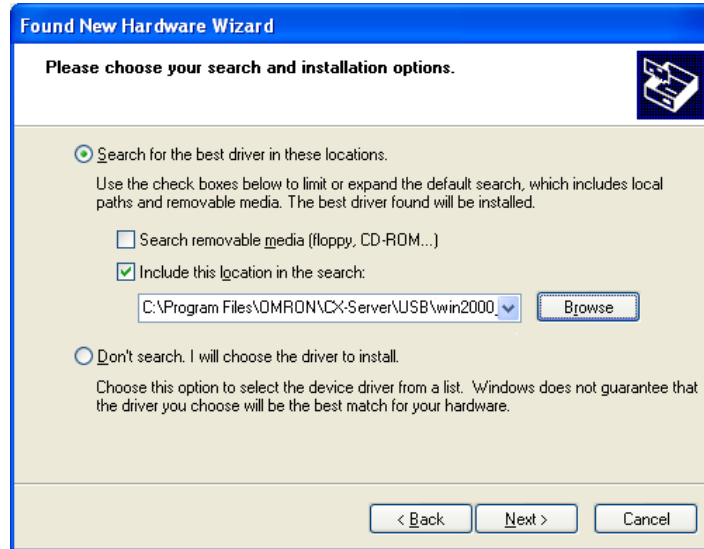 Found New Hardware Wizard
Please choose your search and installation options.
Search for the best driver in these locations.
Use the check boxes below to limit or expand the default search, which includes local
paths and removable media. The best driver found will be installed.
Search removable media (floppy, CD-ROM...)
Include this location in the search:
C:\Program Files\OMRON\CX-Server\USB\win2000_
Browse
Don't search. I will choose the driver to install.
Choose this option to select the device driver from a list. Windows does not guarantee that
the driver you choose will be the best match for your hardware.
< Back Next > Cancel